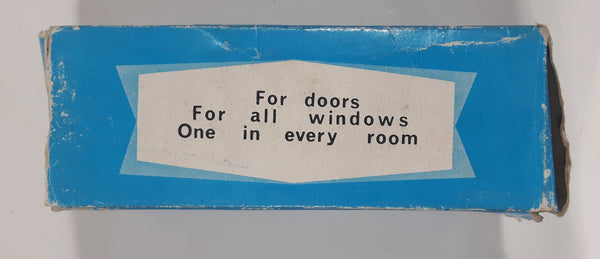 For doors
For all windows
One in every room